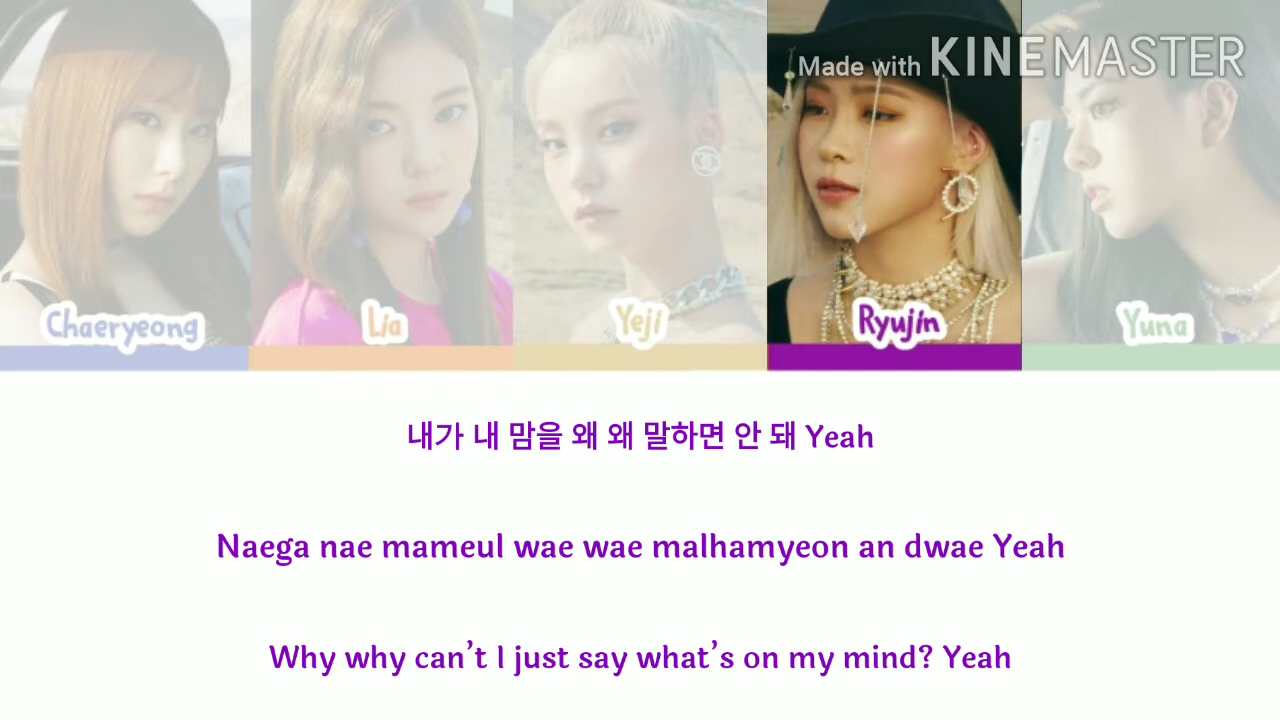 Made with KINEMASTER
Chaeryeong
Lia
Yeji
Ryujin
Yuna
내가 내 맘을 왜 왜 말하면 안 돼 Yeah
Naega nae mameul wae wae malhamyeon an dwae Yeah
Why why can’t I just say what’s on my mind? Yeah